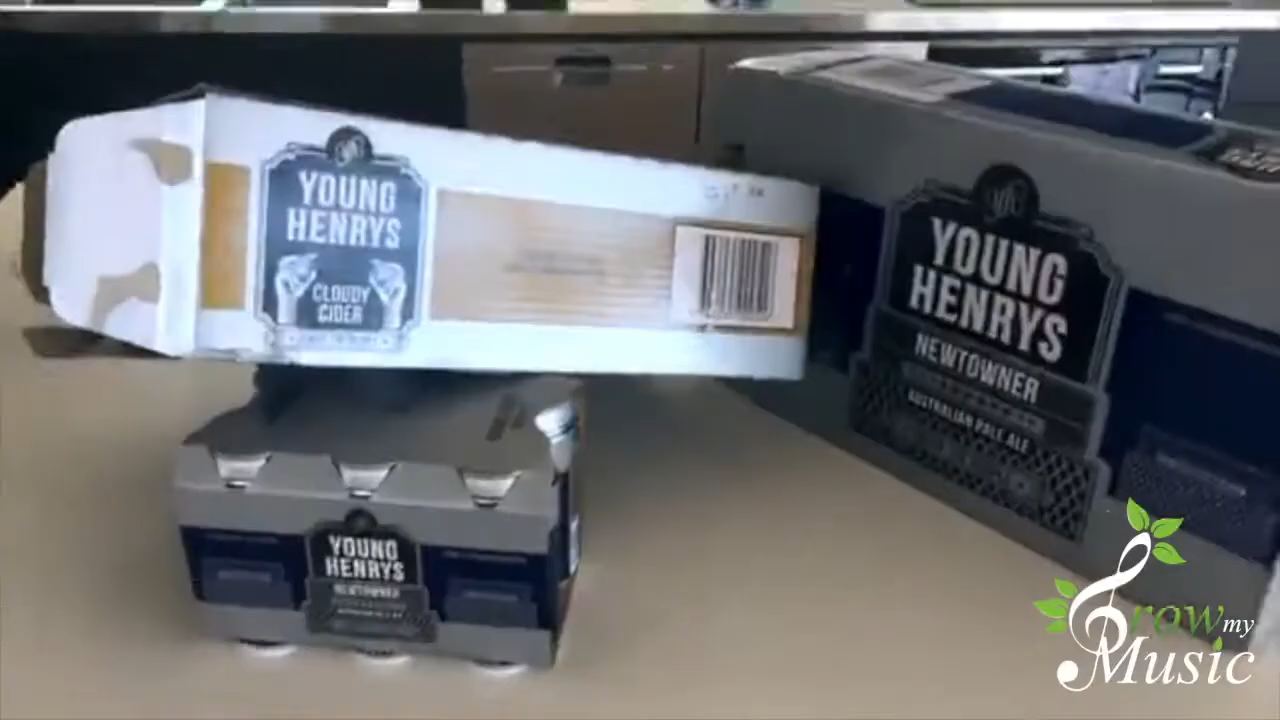 YOUNG
HENRYS
CLOUDY
CIDER
YOUNG
HENRYS
NEWTOWNER
AUSTRALIAN PALE ALE
YOUNG
HENRYS
NEWTOWNER
Grow my
Music